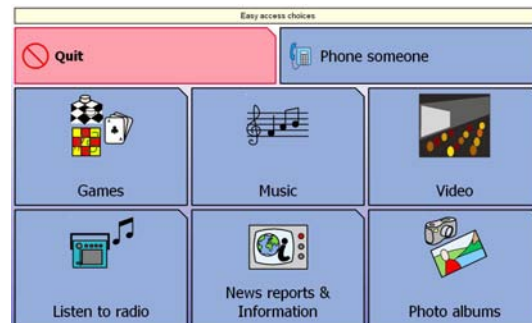 Easy access choices
Quit
Phone someone
Games
Music
Video
Listen to radio
News reports &
Information
Photo albums